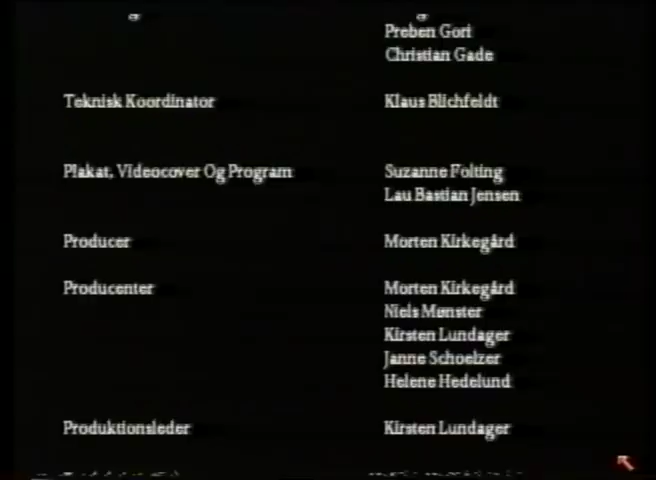 Preben Gori
Christian Gade
Teknisk Koordinator Klaus Blichfeldt
Plakat, Videocover Og Program Suzanne Folting
Lau Bastian Jensen
Producer Morten Kirkegård
Producenter Morten Kirkegård
Niels Mønster
Kirsten Lundager
Janne Schoelzer
Helene Hedelund
Produktionsleder Kirsten Lundager